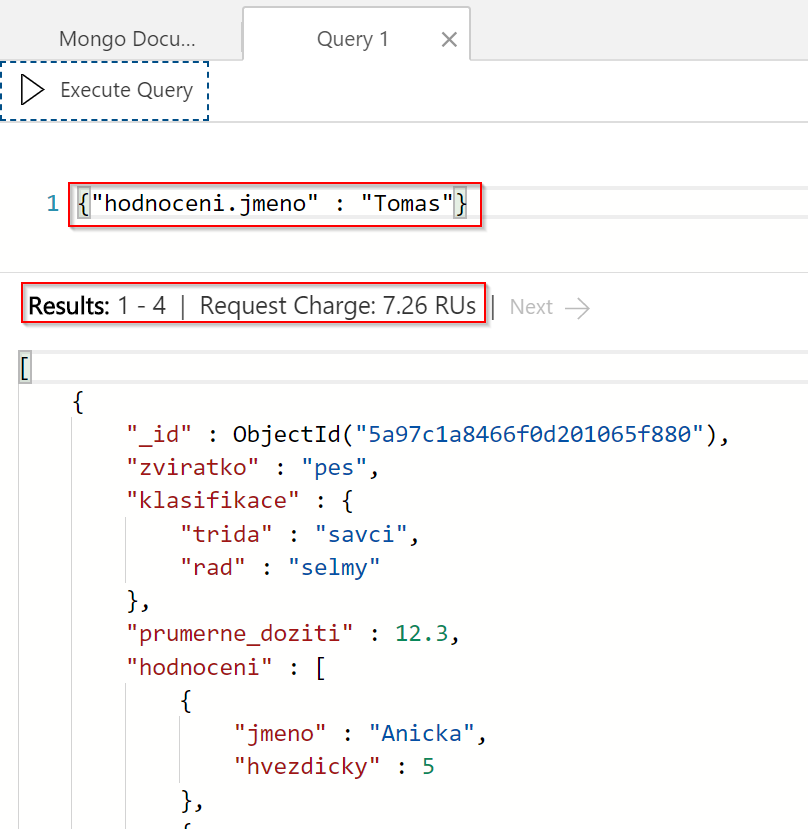 Mongo Docu...
Query 1
Execute Query
1 {"hodnoceni.jmeno" : "Tomas"}
Results: 1 - 4 | Request Charge: 7.26 RUs | Next
[
{
"_id" : ObjectId("5a97c1a8466f0d201065f880"),
"zviratko" : "pes",
"klasifikace" : {
"trida" : "savci",
"rad" : "selmy"
},
"prumerne_doziti" : 12.3,
"hodnoceni" : [
{
"jmeno" : "Anicka",
"hvezdicky" : 5
},
{